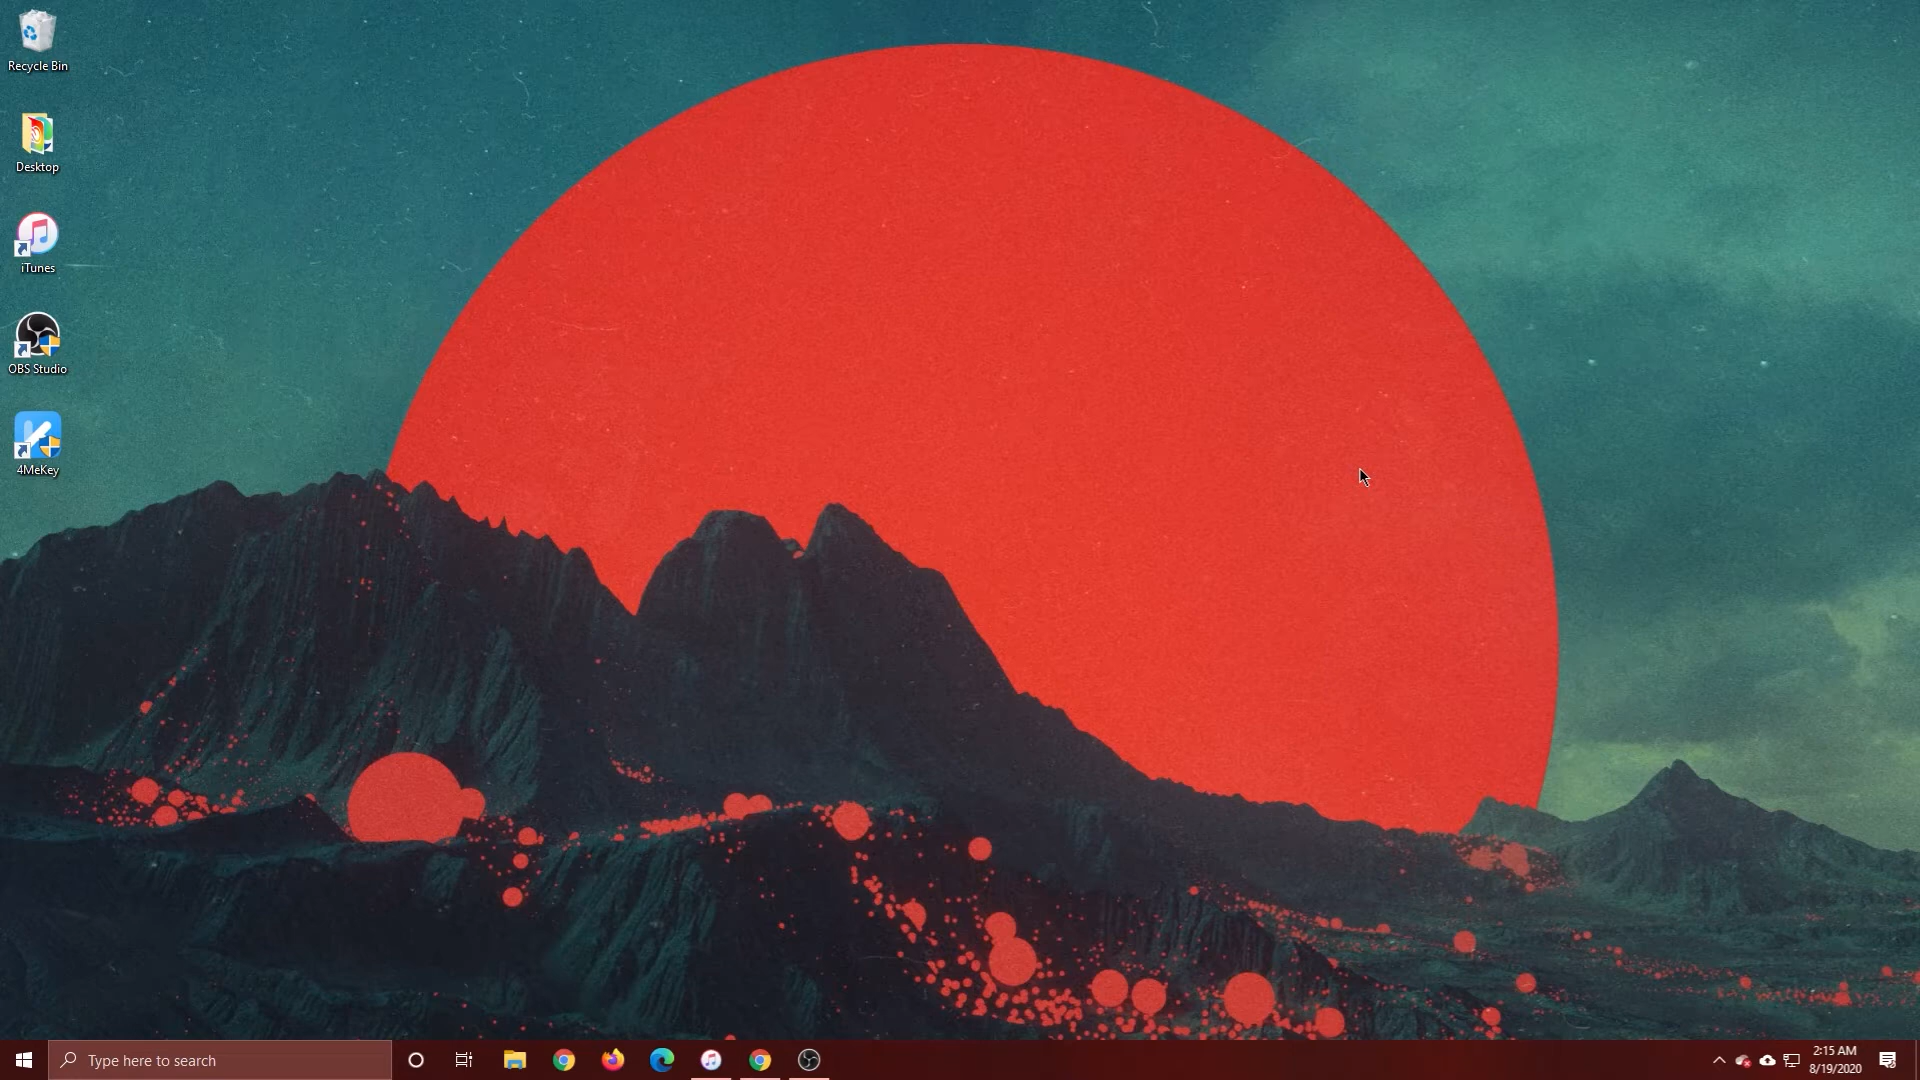 Recycle Bin
Desktop
iTunes
OBS Studio
4MeKey
Type here to search
2:15 AM
8/19/2020